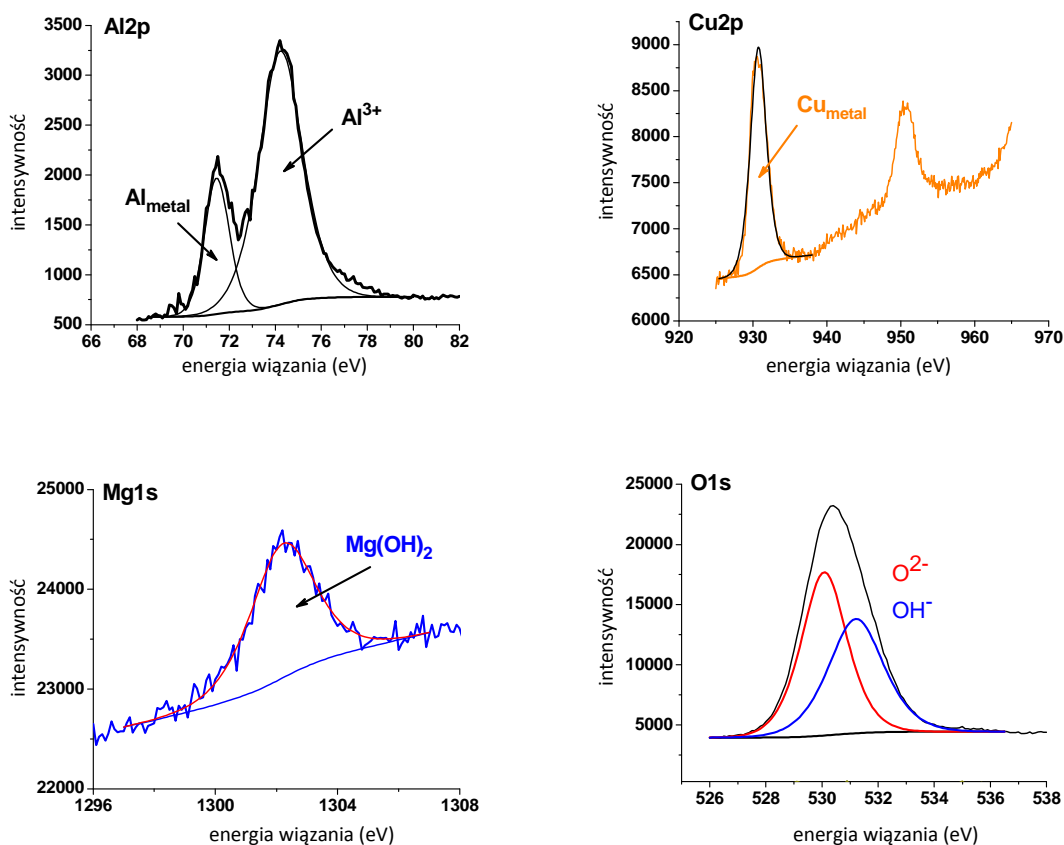 Al2p
3500
3000
2500
2000
1500
1000
500
intensywność
Al³⁺
Al_metal
66 68 70 72 74 76 78 80 82
energia wiązania (eV)
Cu2p
9000
8500
8000
7500
7000
6500
6000
intensywność
Cu_metal
920 930 940 950 960 970
energia wiązania (eV)
Mg1s
25000
24000
23000
22000
intensywność
Mg(OH)₂
1296 1300 1304 1308
energia wiązania (eV)
O1s
25000
20000
15000
10000
5000
intensywność
O²⁻
OH⁻
526 528 530 532 534 536 538
energia wiązania (eV)